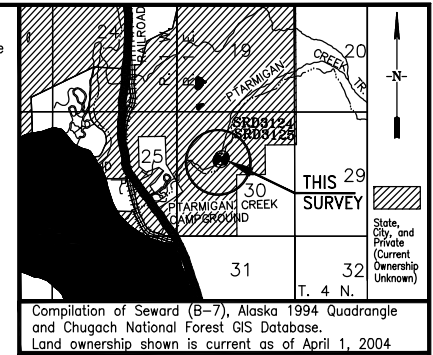 e
24
RAILROAD
R. 1 W.
R. 1 E.
19
20
PTARMIGAN
CREEK TR
-N-
SRD3124
SRD3125
25
30
29
THIS
SURVEY
PTARMIGAN CREEK
CAMPGROUND
31
32
T. 4 N.
State,
City, and
Private
(Current
Ownership
Unknown)
Compilation of Seward (B-7), Alaska 1994 Quadrangle
and Chugach National Forest GIS Database.
Land ownership shown is current as of April 1, 2004